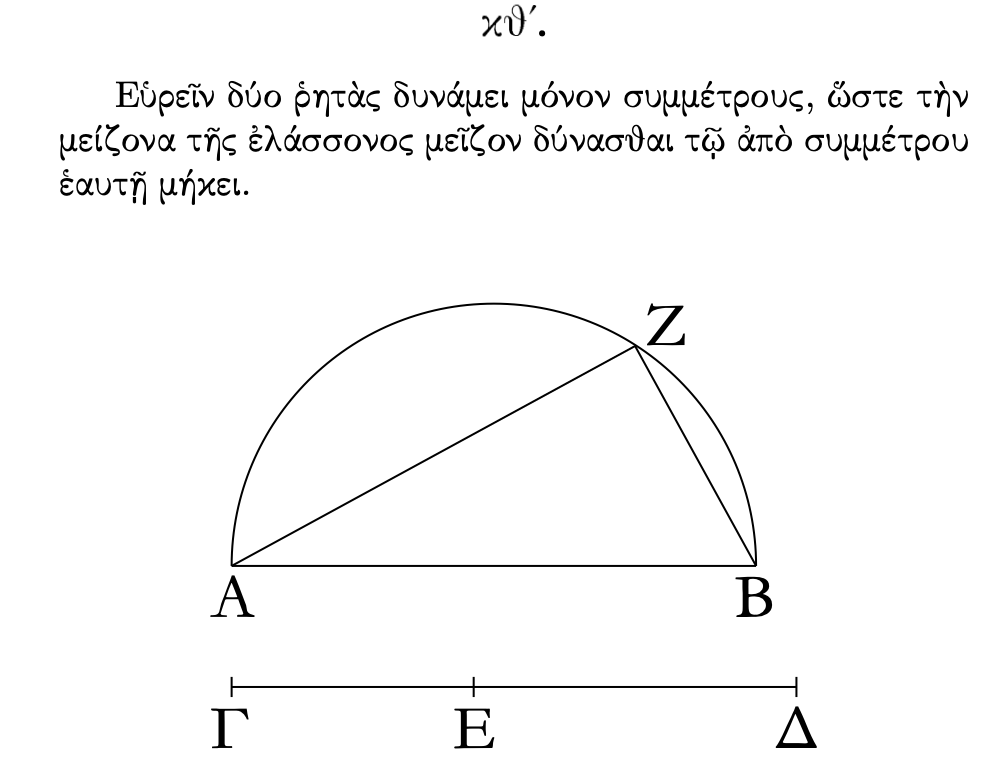 κθʹ.
Εὑρεῖν δύο ῥητὰς δυνάμει μόνον συμμέτρους, ὥστε τὴν
μείζονα τῆς ἐλάσσονος μεῖζον δύνασθαι τῷ ἀπὸ συμμέτρου
ἑαυτῇ μήκει.
Ζ
Α Β
Γ Ε Δ